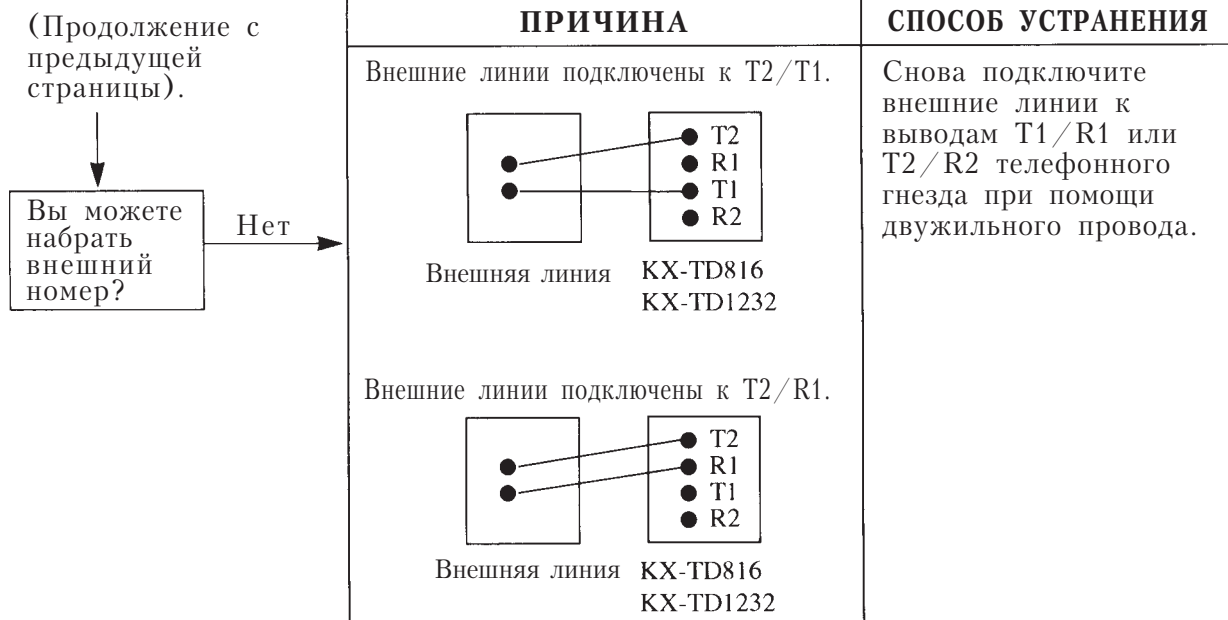 (Продолжение с
предыдущей
страницы).
Вы можете
набрать
внешний
номер?
Нет
ПРИЧИНА
Внешние линии подключены к T2/T1.
T2
R1
T1
R2
Внешняя линия
KX-TD816
KX-TD1232
Внешние линии подключены к T2/R1.
T2
R1
T1
R2
Внешняя линия
KX-TD816
KX-TD1232
СПОСОБ УСТРАНЕНИЯ
Снова подключите
внешние линии к
выводам T1/R1 или
T2/R2 телефонного
гнезда при помощи
двужильного провода.